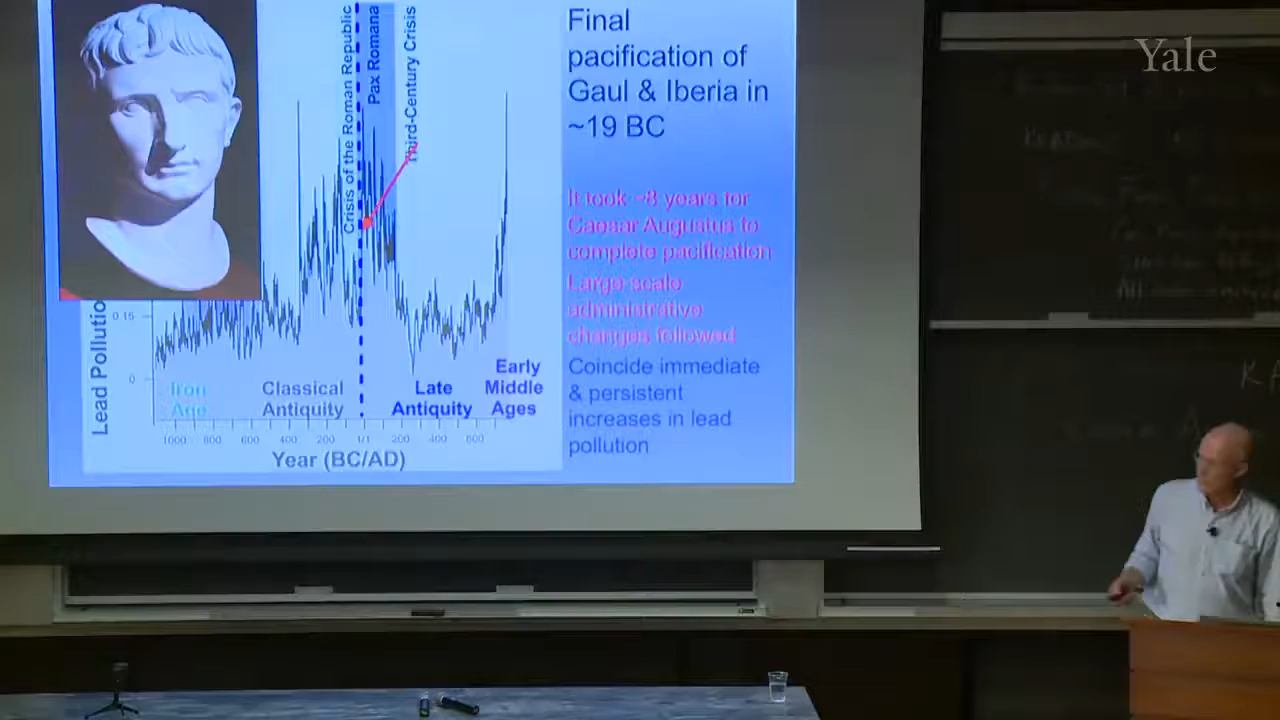 Yale
Final
pacification of
Gaul & Iberia in
~19 BC
It took ~8 years for
Caesar Augustus to
complete pacification
Large scale
administrative
changes followed
Coincide immediate
& persistent
increases in lead
pollution
Crisis of the Roman Republic
Pax Romana
Third-Century Crisis
Lead Pollutio
0.15
0
Iron
Age
Classical
Antiquity
Late
Antiquity
Early
Middle
Ages
1000 800 600 400 200 1/1 200 400 600
Year (BC/AD)